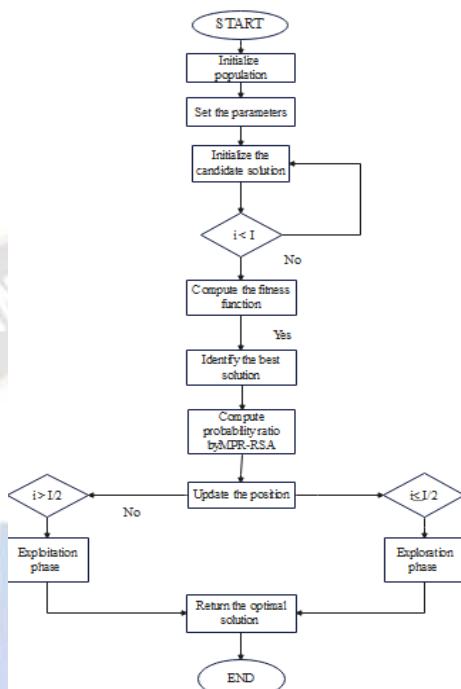 START
Initialize
population
Set the parameters
Initialize the
candidate solution
i < I
No
Compute the fitness
function
Yes
Identify the best
solution
Compute
probability ratio
byMPR-RSA
i > I/2
Update the position
i≤ I/2
No
Exploitation
phase
Exploration
phase
Return the optimal
solution
END